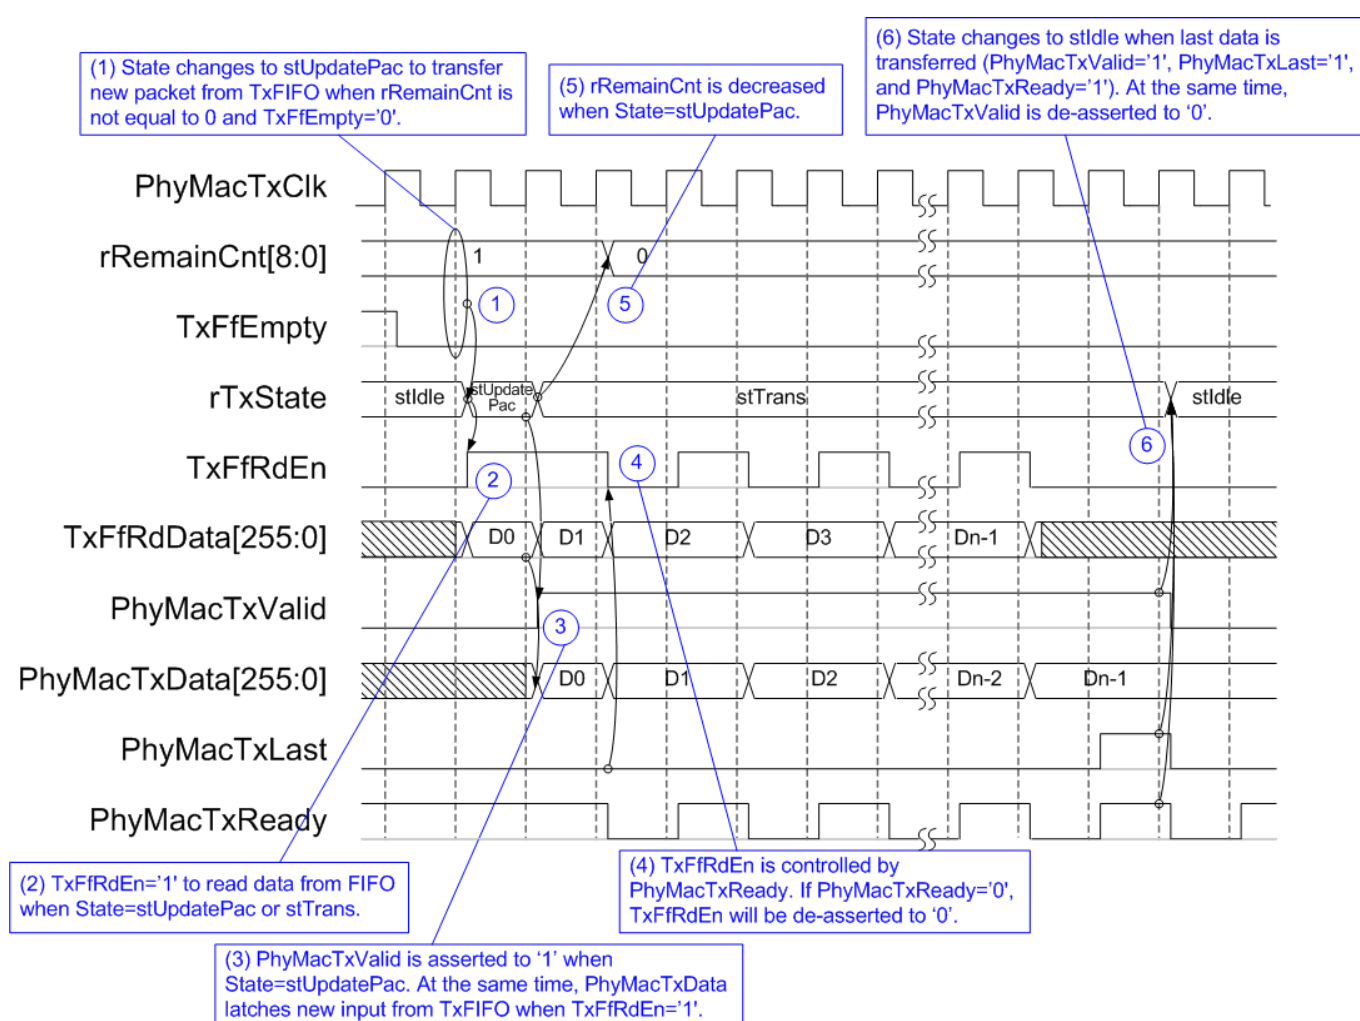 (1) State changes to stUpdatePac to transfer
new packet from TxFIFO when rRemainCnt is
not equal to 0 and TxFfEmpty='0'.
(5) rRemainCnt is decreased
when State=stUpdatePac.
(6) State changes to stIdle when last data is
transferred (PhyMacTxValid='1', PhyMacTxLast='1',
and PhyMacTxReady='1'). At the same time,
PhyMacTxValid is de-asserted to ‘0’.
PhyMacTxClk
rRemainCnt[8:0]
1
0
1
5
TxFfEmpty
rTxState
stIdle
stUpdate
Pac
stTrans
stIdle
6
TxFfRdEn
2
4
TxFfRdData[255:0]
D0
D1
D2
D3
Dn-1
PhyMacTxValid
3
PhyMacTxData[255:0]
D0
D1
D2
Dn-2
Dn-1
PhyMacTxLast
PhyMacTxReady
(2) TxFfRdEn='1' to read data from FIFO
when State=stUpdatePac or stTrans.
(4) TxFfRdEn is controlled by
PhyMacTxReady. If PhyMacTxReady='0',
TxFfRdEn will be de-asserted to ‘0’.
(3) PhyMacTxValid is asserted to ‘1’ when
State=stUpdatePac. At the same time, PhyMacTxData
latches new input from TxFIFO when TxFfRdEn='1'.